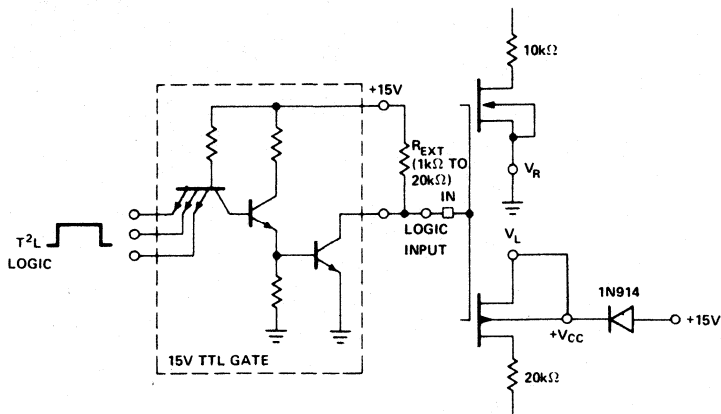 10kΩ
+15V
R_EXT
(1kΩ TO
20kΩ)
IN
V_R
LOGIC
INPUT
T²L
LOGIC
V_L
1N914
+15V
+V_CC
15V TTL GATE
20kΩ